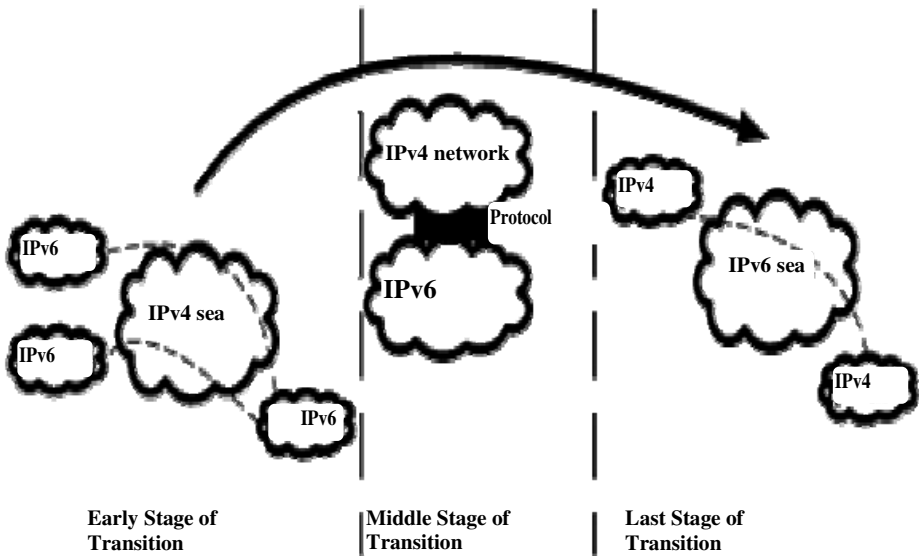 IPv6
IPv4 sea
IPv6
IPv6
IPv4 network
Protocol
IPv6
IPv4
IPv6 sea
IPv4
Early Stage of
Transition
Middle Stage of
Transition
Last Stage of
Transition